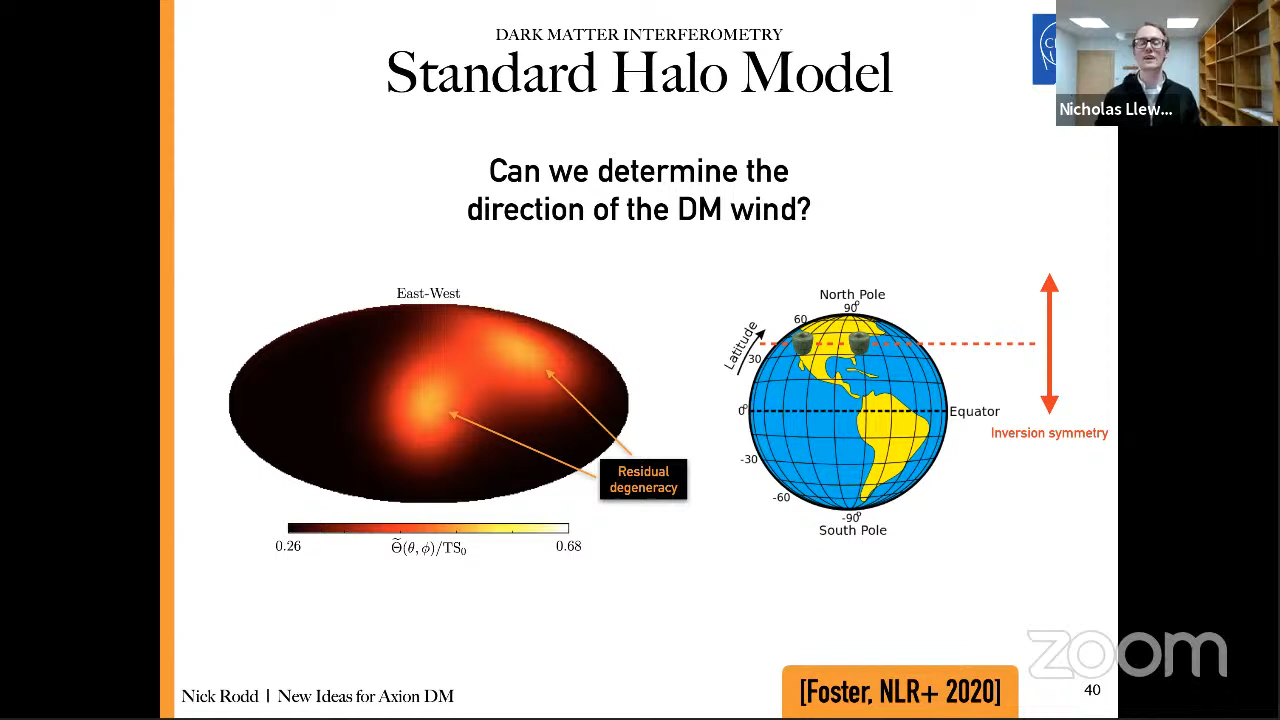 DARK MATTER INTERFEROMETRY
Standard Halo Model
Nicholas Llew...
Can we determine the
direction of the DM wind?
East-West
Residual
degeneracy
0.26
Θ̃(θ, ϕ)/TS₀
0.68
North Pole
90°
60
Latitude
30
0°
Equator
-30
-60
-90°
South Pole
Inversion symmetry
zoom
Nick Rodd | New Ideas for Axion DM
[Foster, NLR+ 2020]
40